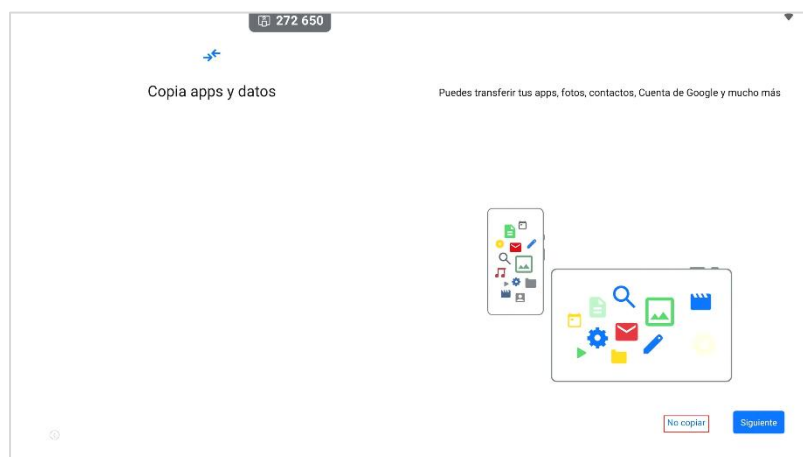 272 650
Copia apps y datos
Puedes transferir tus apps, fotos, contactos, Cuenta de Google y mucho más
No copiar
Siguiente